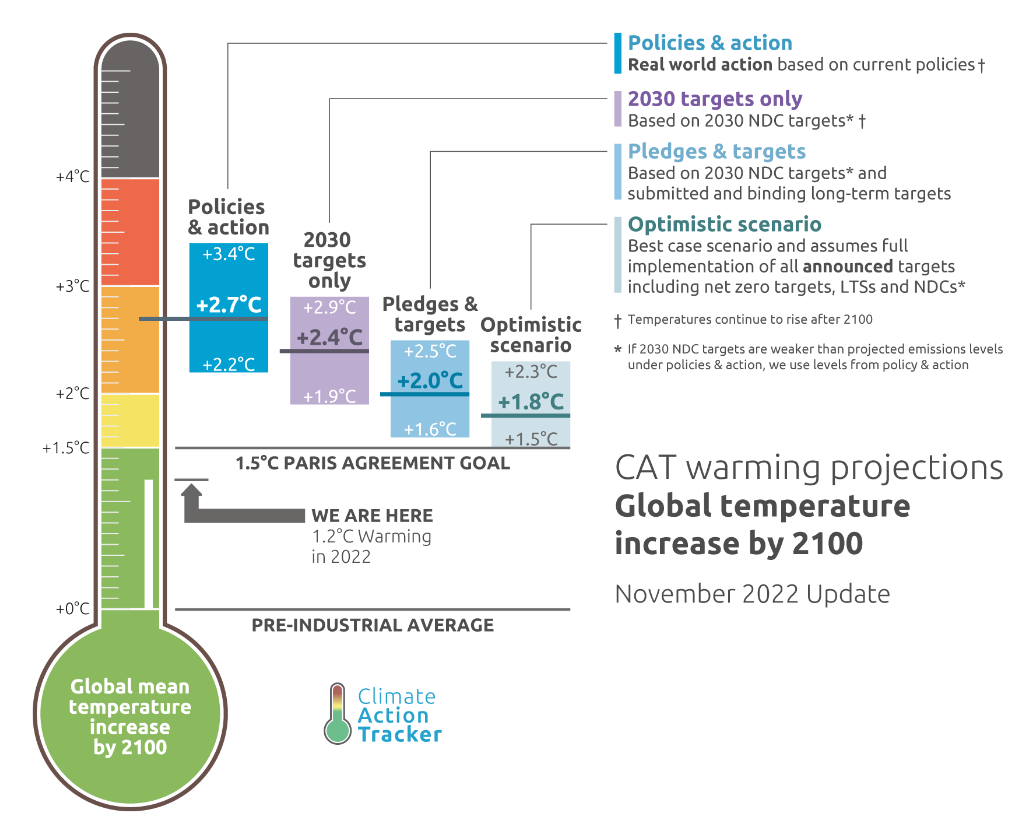 Policies & action
Real world action based on current policies †
2030 targets only
Based on 2030 NDC targets* †
Pledges & targets
Based on 2030 NDC targets* and
submitted and binding long-term targets
Optimistic scenario
Best case scenario and assumes full
implementation of all announced targets
including net zero targets, LTSs and NDCs*
† Temperatures continue to rise after 2100
* If 2030 NDC targets are weaker than projected emissions levels
under policies & action, we use levels from policy & action
+4°C
+3°C
+2°C
+1.5°C
+0°C
Policies
& action
+3.4°C
+2.7°C
+2.2°C
2030
targets
only
+2.9°C
+2.4°C
+1.9°C
Pledges &
targets
+2.5°C
+2.0°C
+1.6°C
Optimistic
scenario
+2.3°C
+1.8°C
+1.5°C
1.5°C PARIS AGREEMENT GOAL
WE ARE HERE
1.2°C Warming
in 2022
PRE-INDUSTRIAL AVERAGE
CAT warming projections
Global temperature
increase by 2100
November 2022 Update
Global mean
temperature
increase
by 2100
Climate
Action
Tracker